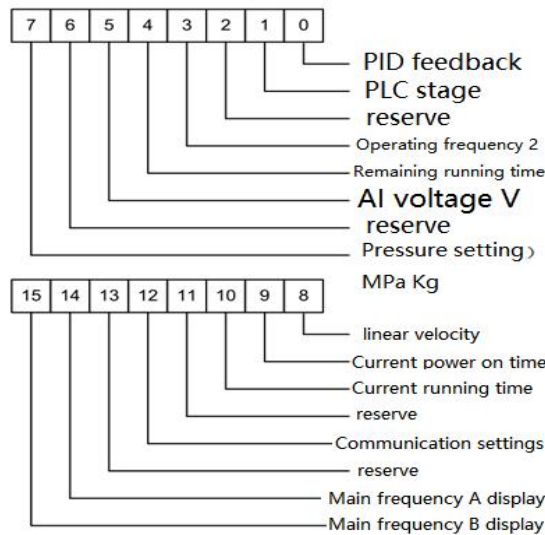 7 6 5 4 3 2 1 0
PID feedback
PLC stage
reserve
Operating frequency 2
Remaining running time
AI voltage V
reserve
Pressure setting）
MPa Kg
15 14 13 12 11 10 9 8
linear velocity
Current power on time
Current running time
reserve
Communication settings
reserve
Main frequency A display
Main frequency B display